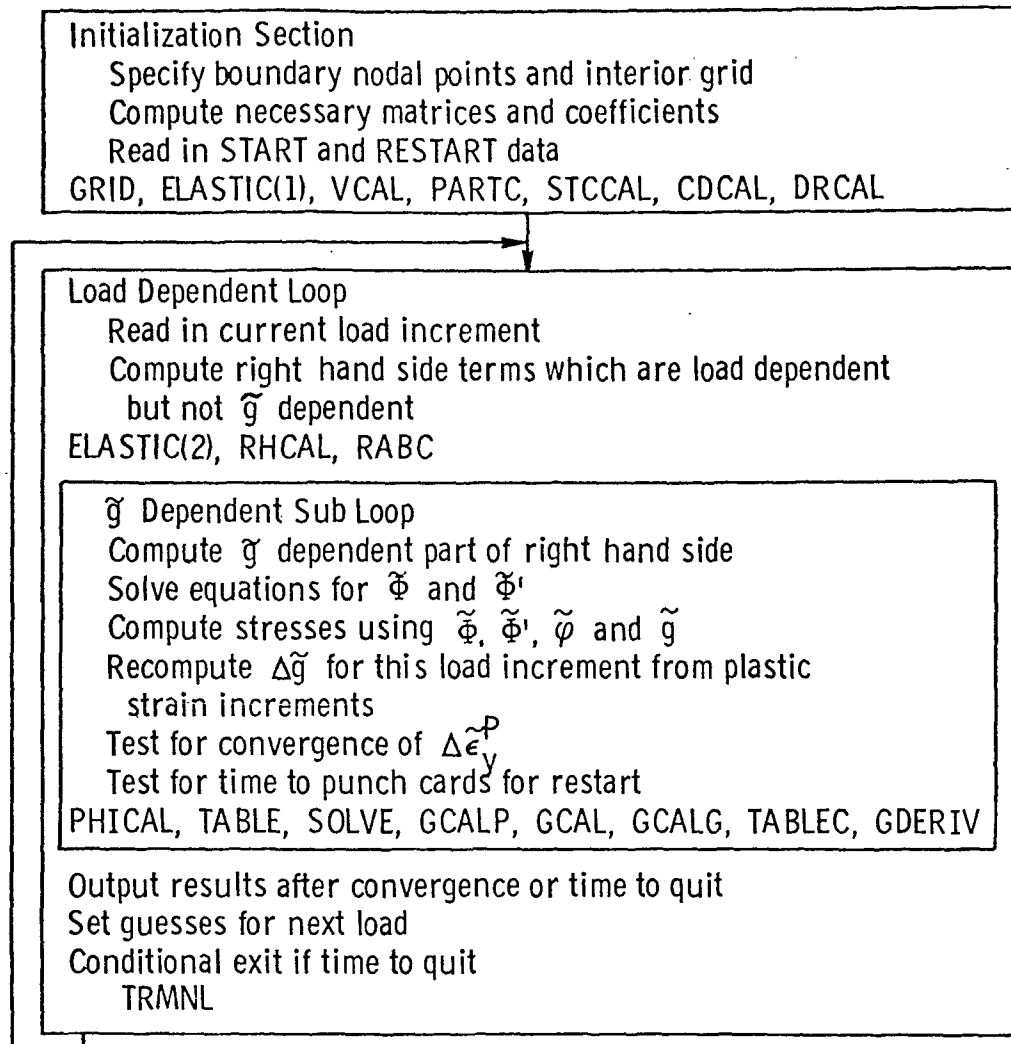 Initialization Section
Specify boundary nodal points and interior grid
Compute necessary matrices and coefficients
Read in START and RESTART data
GRID, ELASTIC(1), VCAL, PARTC, STCCAL, CDCAL, DRCAL
Load Dependent Loop
Read in current load increment
Compute right hand side terms which are load dependent
but not g̃ dependent
ELASTIC(2), RHCAL, RABC
g̃ Dependent Sub Loop
Compute g̃ dependent part of right hand side
Solve equations for Φ̃ and Φ̃'
Compute stresses using Φ̃, Φ̃', φ̃ and g̃
Recompute Δg̃ for this load increment from plastic
strain increments
Test for convergence of Δε̃ᵖ_y
Test for time to punch cards for restart
PHICAL, TABLE, SOLVE, GCALP, GCAL, GCALG, TABLEC, GDERIV
Output results after convergence or time to quit
Set guesses for next load
Conditional exit if time to quit
TRMNL